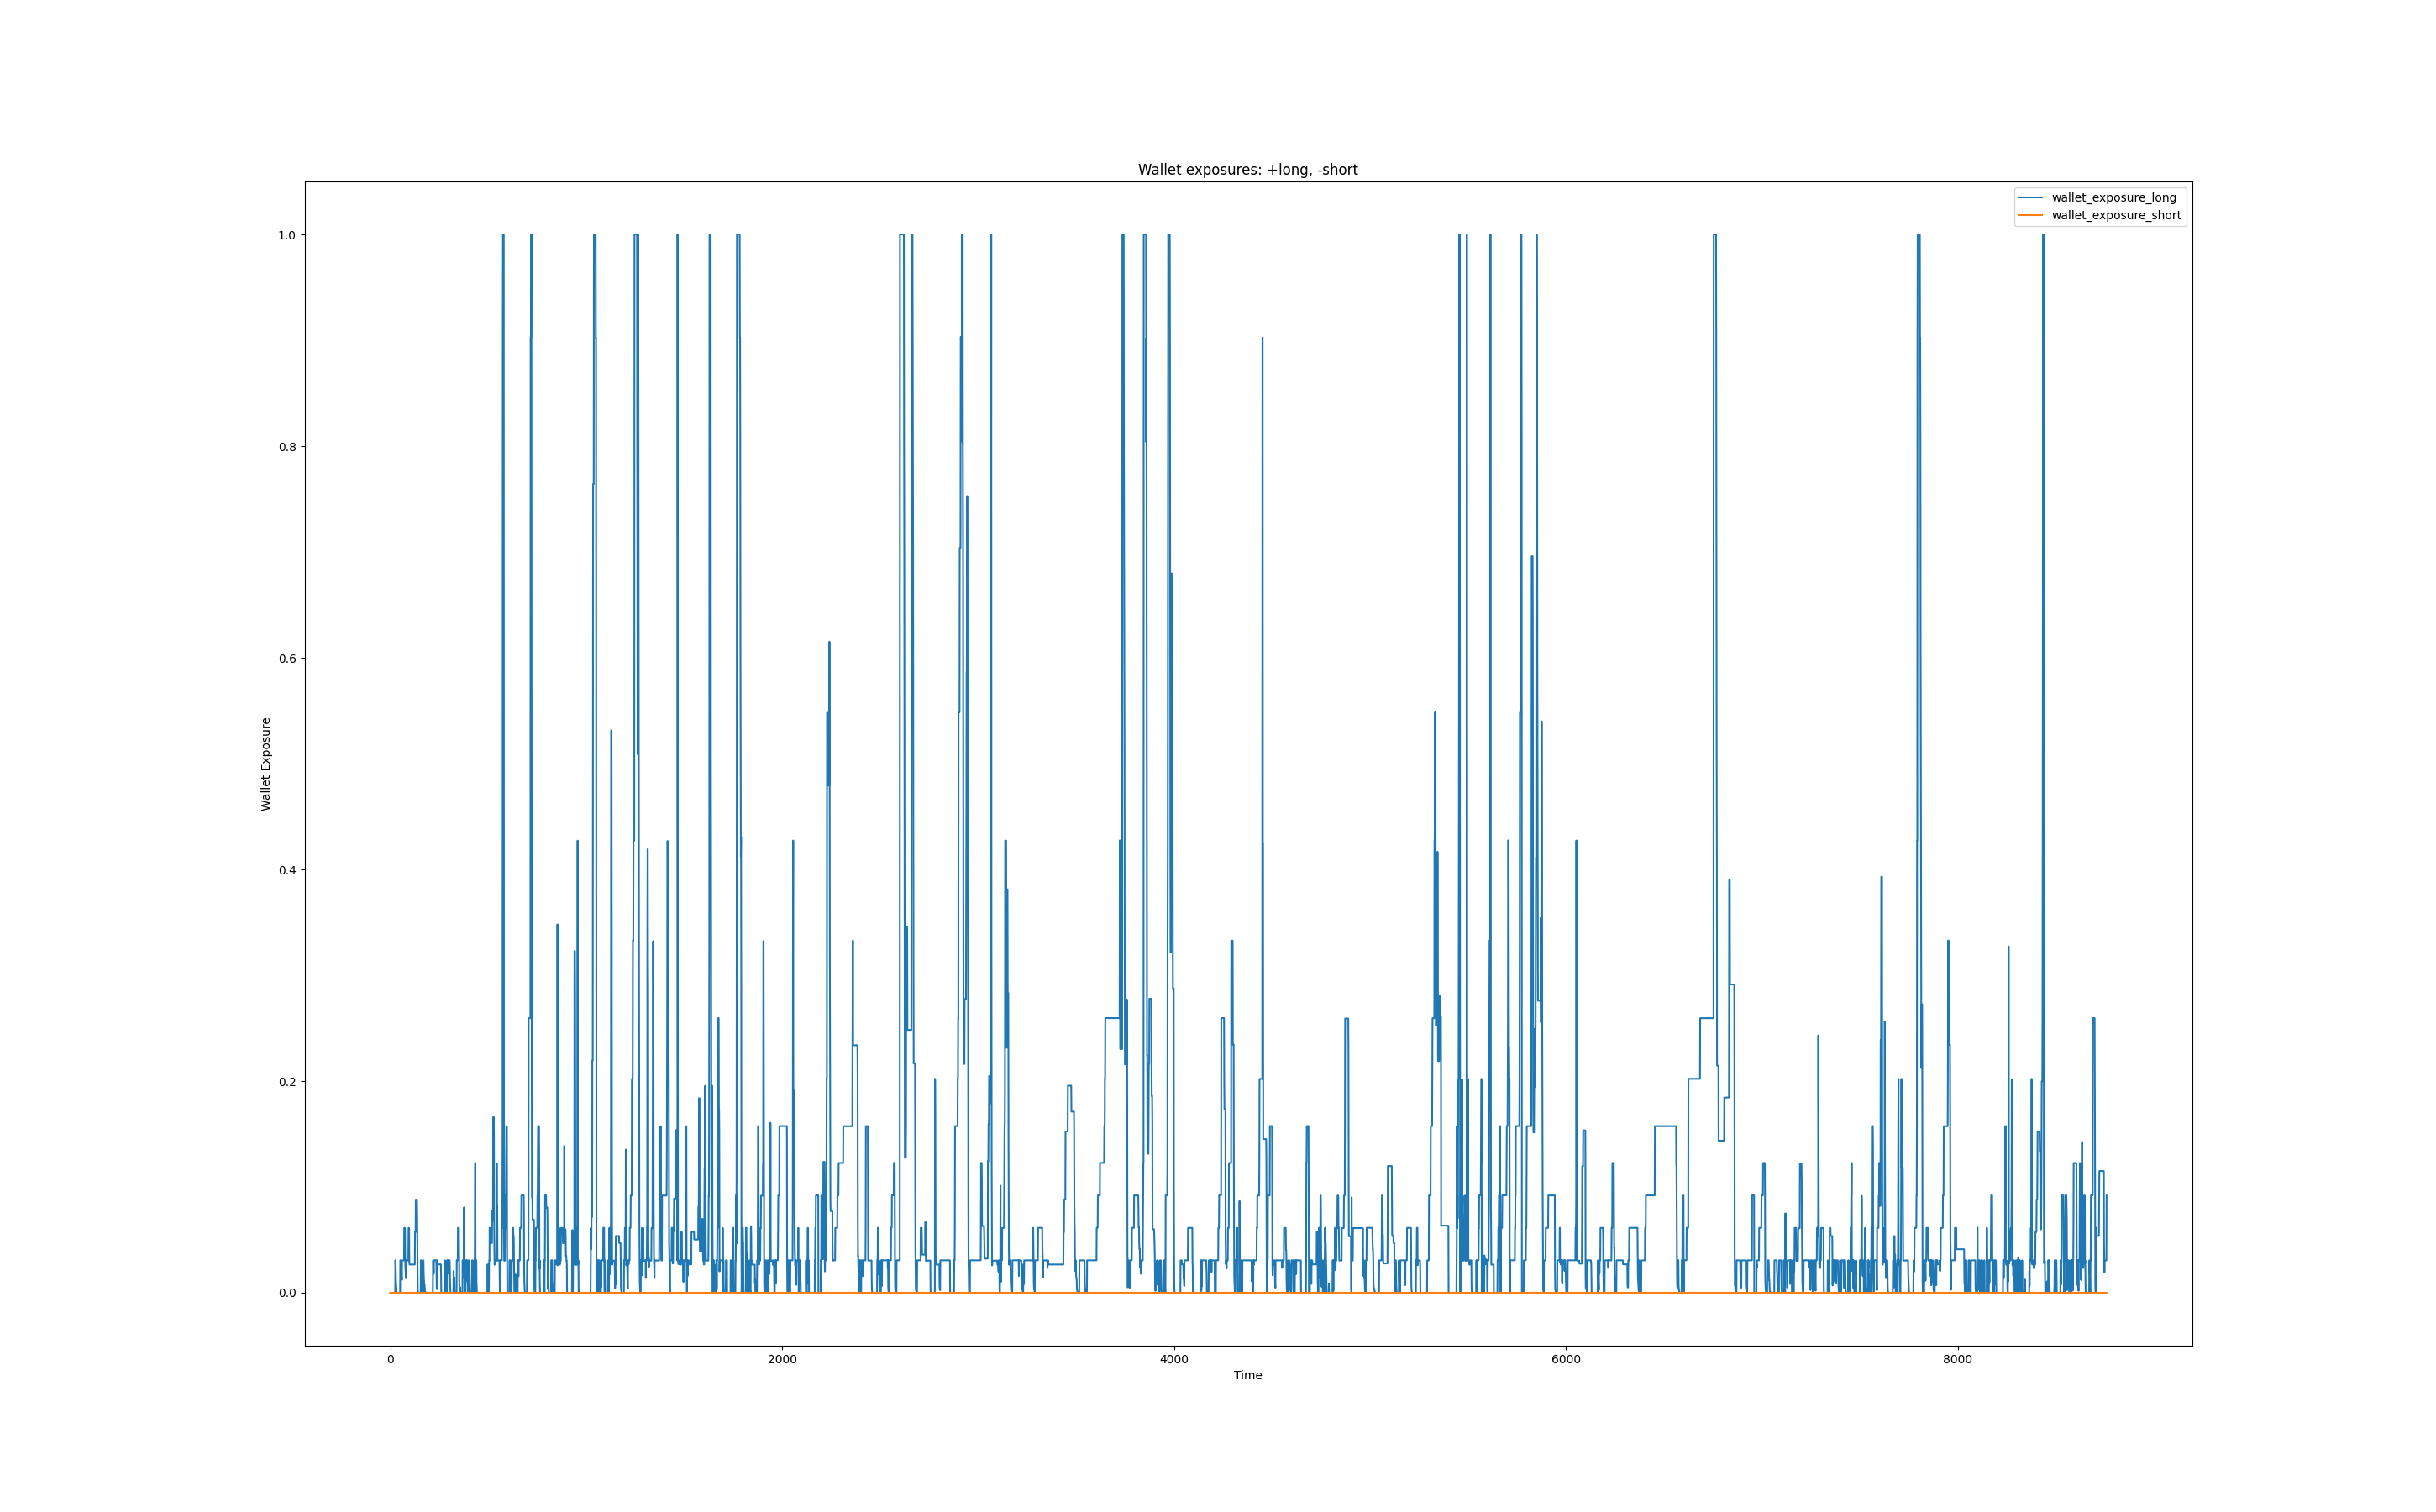 Wallet exposures: +long, -short
wallet_exposure_long
wallet_exposure_short
1.0
0.8
0.6
0.4
0.2
0.0
Wallet Exposure
0 2000 4000 6000 8000
Time